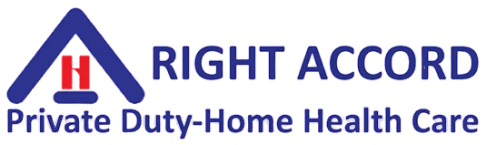 H
RIGHT ACCORD
Private Duty-Home Health Care